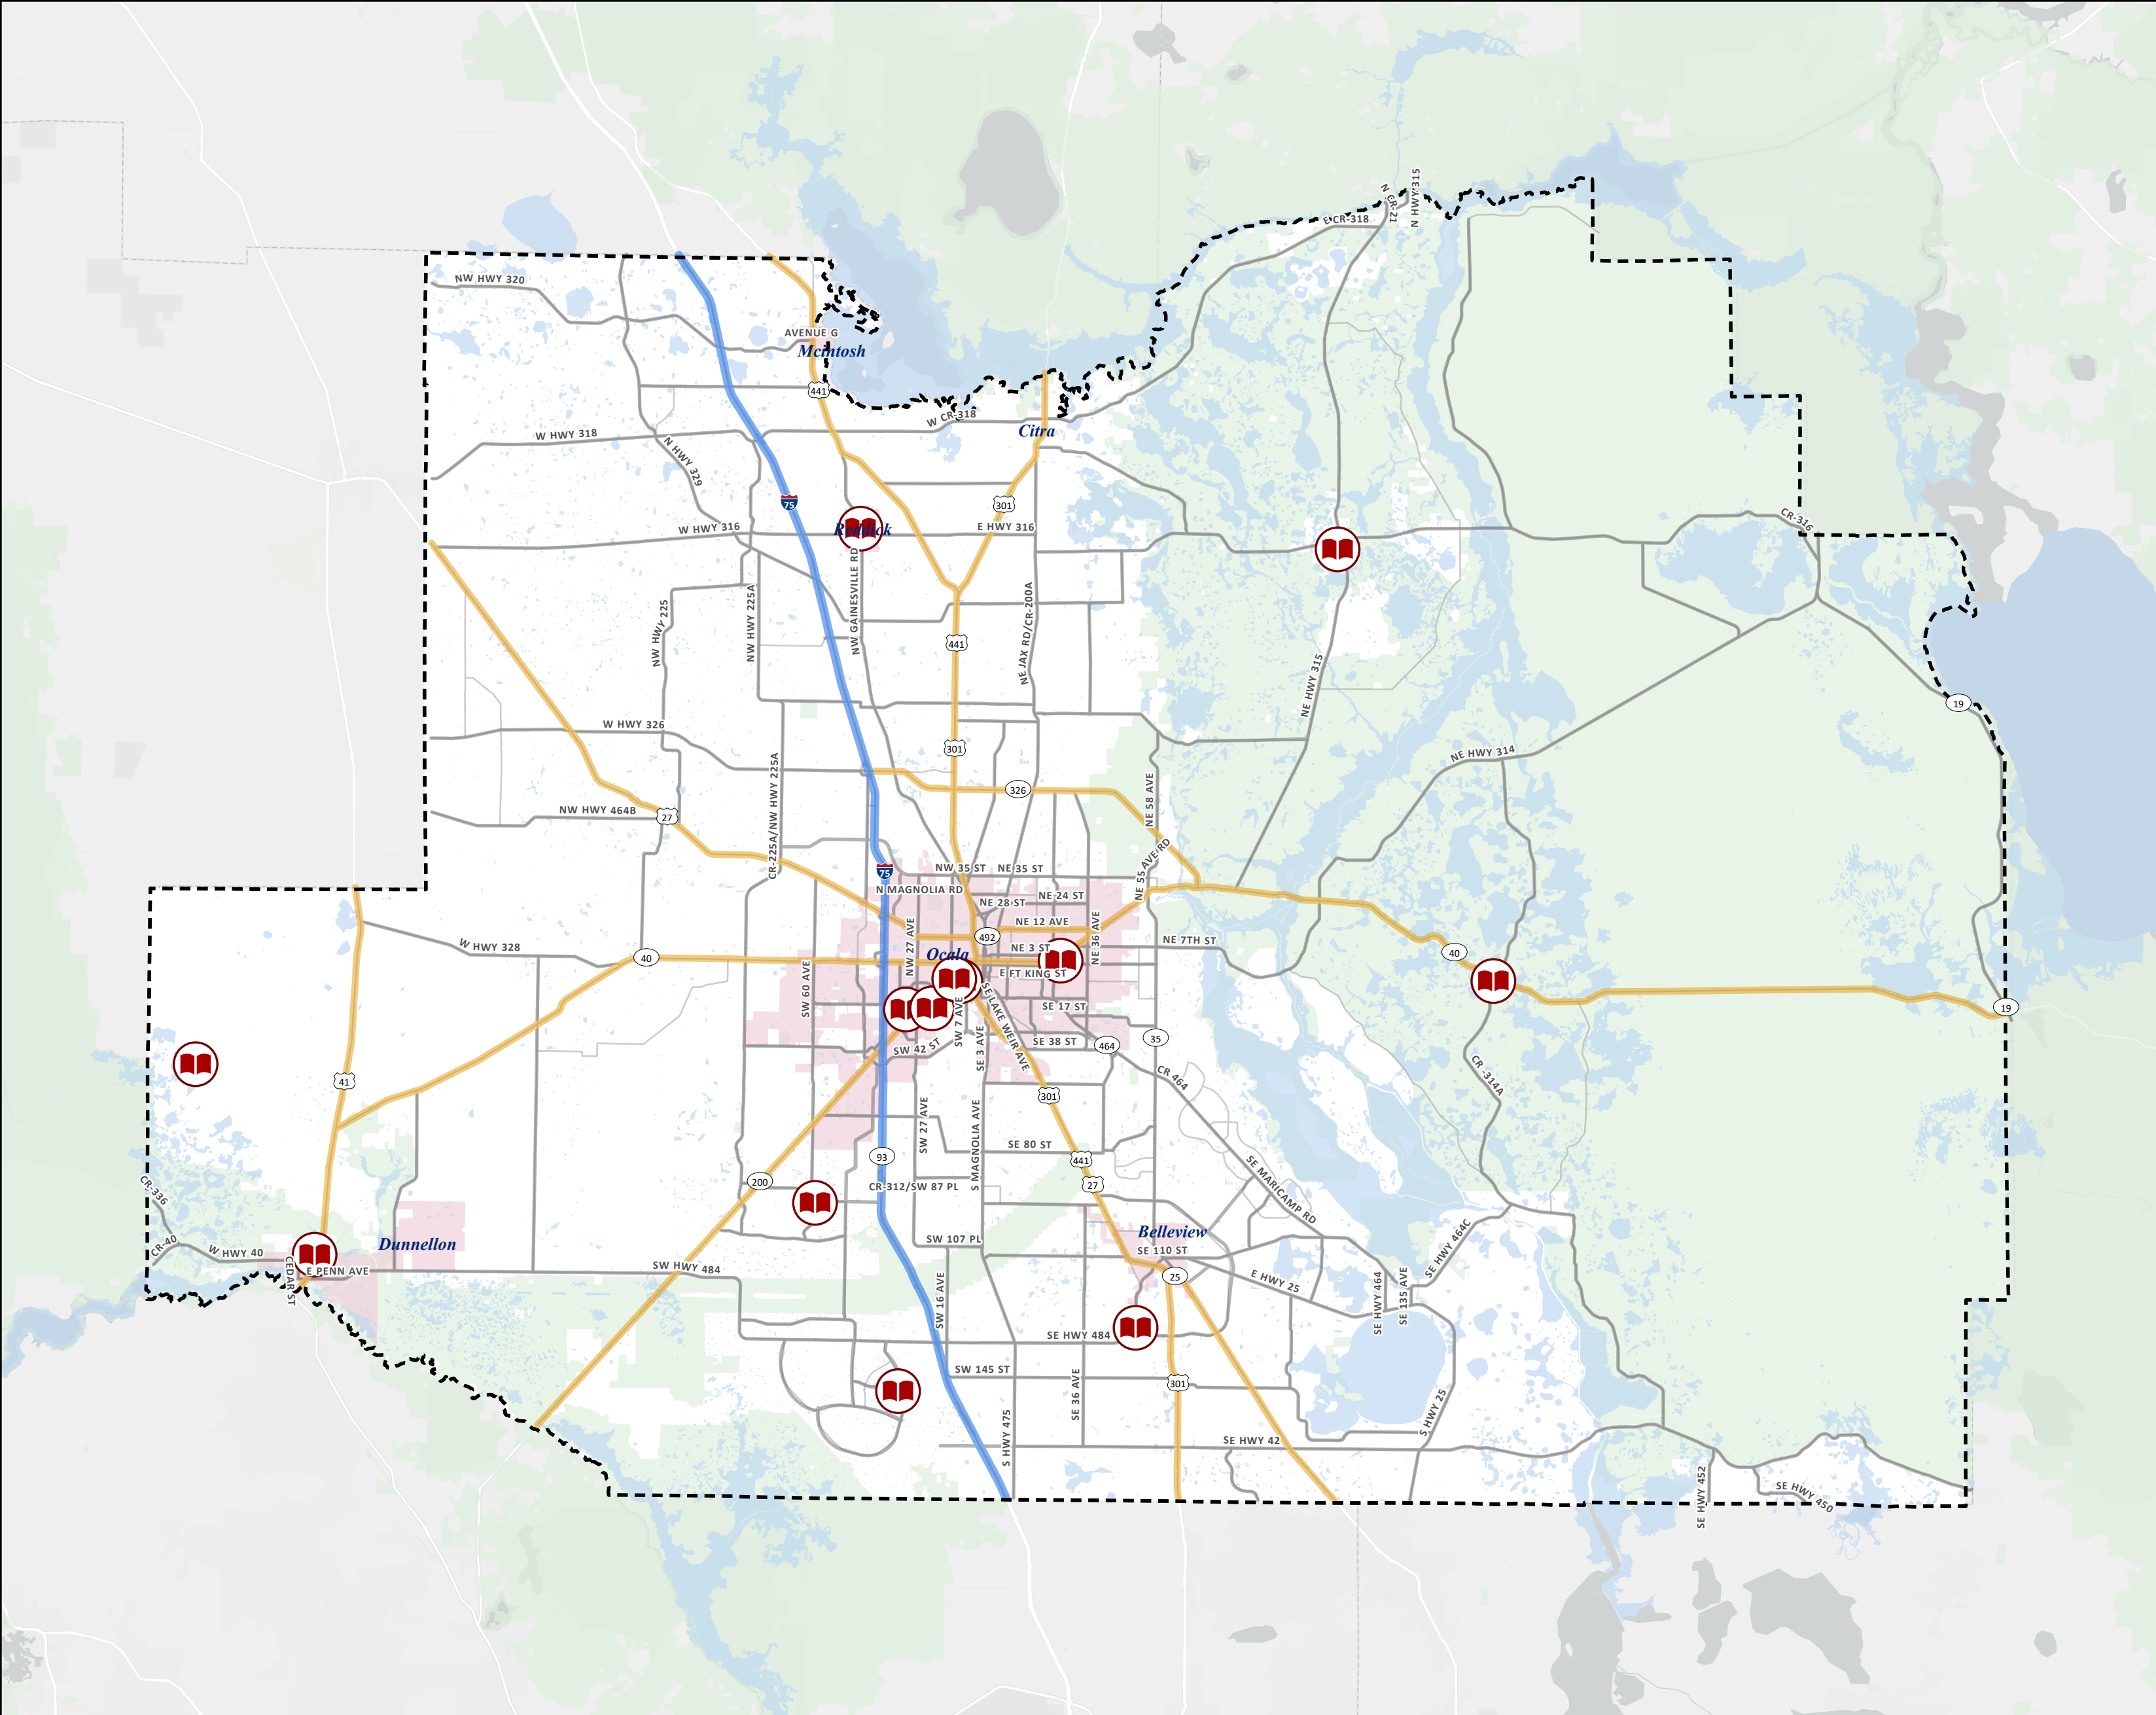 N CR-21
N HWY 315
E CR-318
NW HWY 320
AVENUE G
Mcintosh
441
W CR-318
Citra
W HWY 318
N HWY 329
75
301
W HWY 316
Reddick
E HWY 316
CR-316
NW HWY 225
NW HWY 225A
NW GAINESVILLE RD
NE JAX RD/CR-200A
441
NE HWY 315
19
W HWY 326
301
NE HWY 314
CR-225A/NW HWY 225A
326
NE 58 AVE
NW HWY 464B
27
NE 55 AVE RD
75
NW 35 ST
NE 35 ST
N MAGNOLIA RD
NE 24 ST
NE 28 ST
NE 12 AVE
NW 27 AVE
492
NE 36 AVE
NE 7TH ST
W HWY 328
40
Ocala
NE 3 ST
40
E FT KING ST
SW 60 AVE
SE 17 ST
19
SW 7 AVE
SE LAKE WEIR AVE
SW 42 ST
SE 3 AVE
SE 38 ST
464
35
CR 464
CR -314A
41
301
SW 27 AVE
S MAGNOLIA AVE
SE 80 ST
93
441
200
CR-312/SW 87 PL
27
SE MARICAMP RD
CR-336
CR-40
W HWY 40
Dunnellon
Belleview
SW 107 PL
SE 110 ST
SE HWY 464C
CEDAR ST
E PENN AVE
SW HWY 484
25
E HWY 25
SE HWY 464
SE 135 AVE
SW 16 AVE
SE HWY 484
SW 145 ST
SE 36 AVE
301
S HWY 25
S HWY 475
SE HWY 42
SE HWY 452
SE HWY 450